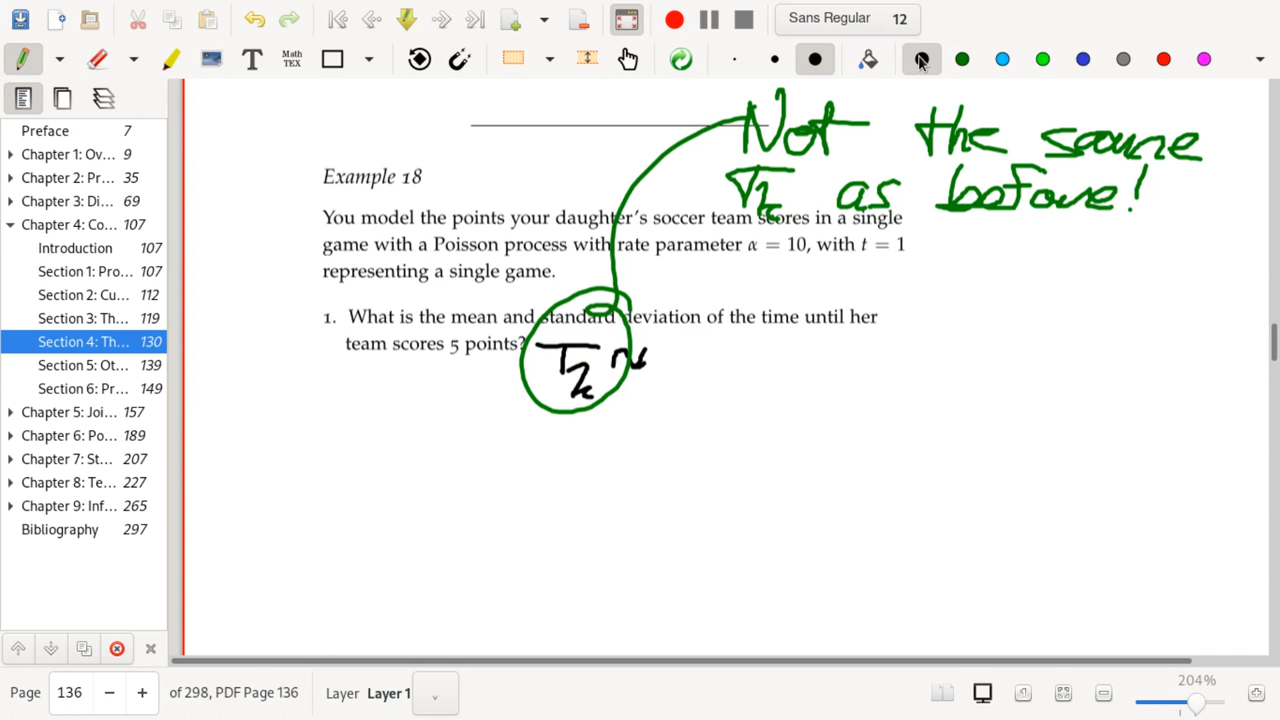 Sans Regular 12
Math
TEX
Preface 7
Chapter 1: Ov... 9
Chapter 2: Pr... 35
Chapter 3: Di... 69
Chapter 4: Co... 107
Introduction 107
Section 1: Pro... 107
Section 2: Cu... 112
Section 3: Th... 119
Section 4: Th... 130
Section 5: Ot... 139
Section 6: Pr... 149
Chapter 5: Joi... 157
Chapter 6: Po... 189
Chapter 7: St... 207
Chapter 8: Te... 227
Chapter 9: Inf... 265
Bibliography 297
Not the same
as before!
Example 18
You model the points your daughter's soccer team scores in a single
game with a Poisson process with rate parameter α = 10, with t = 1
representing a single game.
1. What is the mean and standard deviation of the time until her
team scores 5 points?
Page 136 of 298, PDF Page 136 Layer Layer 1 204%